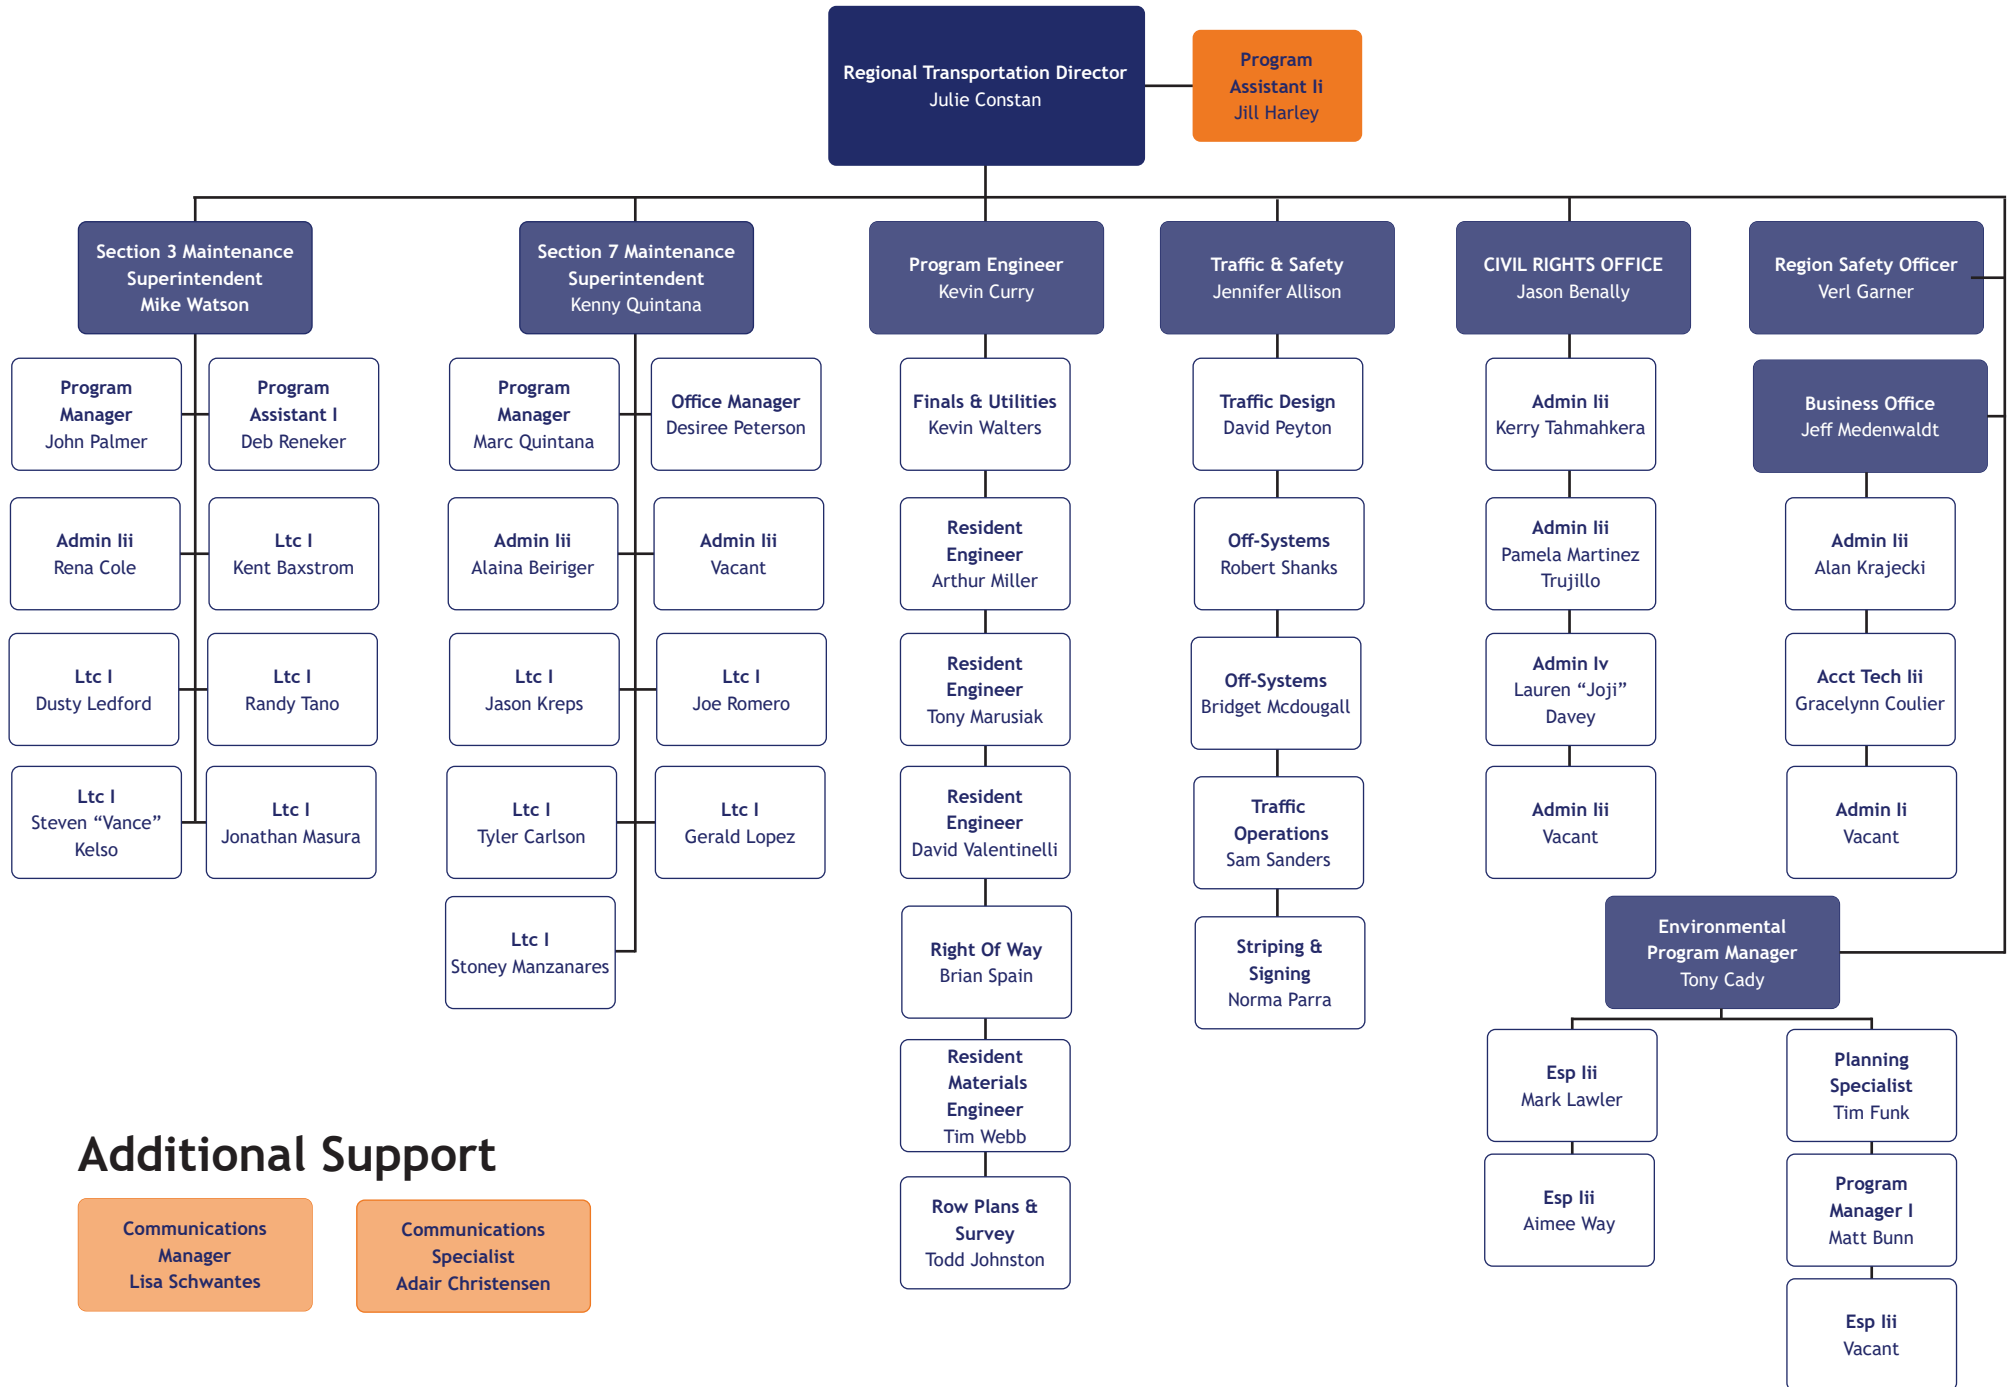 Regional Transportation Director
Julie Constan
Program
Assistant Ii
Jill Harley
Section 3 Maintenance
Superintendent
Mike Watson
Section 7 Maintenance
Superintendent
Kenny Quintana
Program Engineer
Kevin Curry
Traffic & Safety
Jennifer Allison
CIVIL RIGHTS OFFICE
Jason Benally
Region Safety Officer
Verl Garner
Program
Manager
John Palmer
Program
Assistant I
Deb Reneker
Program
Manager
Marc Quintana
Office Manager
Desiree Peterson
Finals & Utilities
Kevin Walters
Traffic Design
David Peyton
Admin Iii
Kerry Tahmahkera
Business Office
Jeff Medenwaldt
Admin Iii
Rena Cole
Ltc I
Kent Baxstrom
Admin Iii
Alaina Beiriger
Admin Iii
Vacant
Resident
Engineer
Arthur Miller
Off-Systems
Robert Shanks
Admin Iii
Pamela Martinez
Trujillo
Admin Iii
Alan Krajecki
Ltc I
Dusty Ledford
Ltc I
Randy Tano
Ltc I
Jason Kreps
Ltc I
Joe Romero
Resident
Engineer
Tony Marusiak
Off-Systems
Bridget Mcdougall
Admin Iv
Lauren “Joji”
Davey
Acct Tech Iii
Gracelynn Coulier
Ltc I
Steven “Vance”
Kelso
Ltc I
Jonathan Masura
Ltc I
Tyler Carlson
Ltc I
Gerald Lopez
Resident
Engineer
David Valentinelli
Traffic
Operations
Sam Sanders
Admin Iii
Vacant
Admin Ii
Vacant
Ltc I
Stoney Manzanares
Right Of Way
Brian Spain
Striping &
Signing
Norma Parra
Environmental
Program Manager
Tony Cady
Resident
Materials
Engineer
Tim Webb
Esp Iii
Mark Lawler
Planning
Specialist
Tim Funk
Row Plans &
Survey
Todd Johnston
Esp Iii
Aimee Way
Program
Manager I
Matt Bunn
Esp Iii
Vacant
Additional Support
Communications
Manager
Lisa Schwantes
Communications
Specialist
Adair Christensen